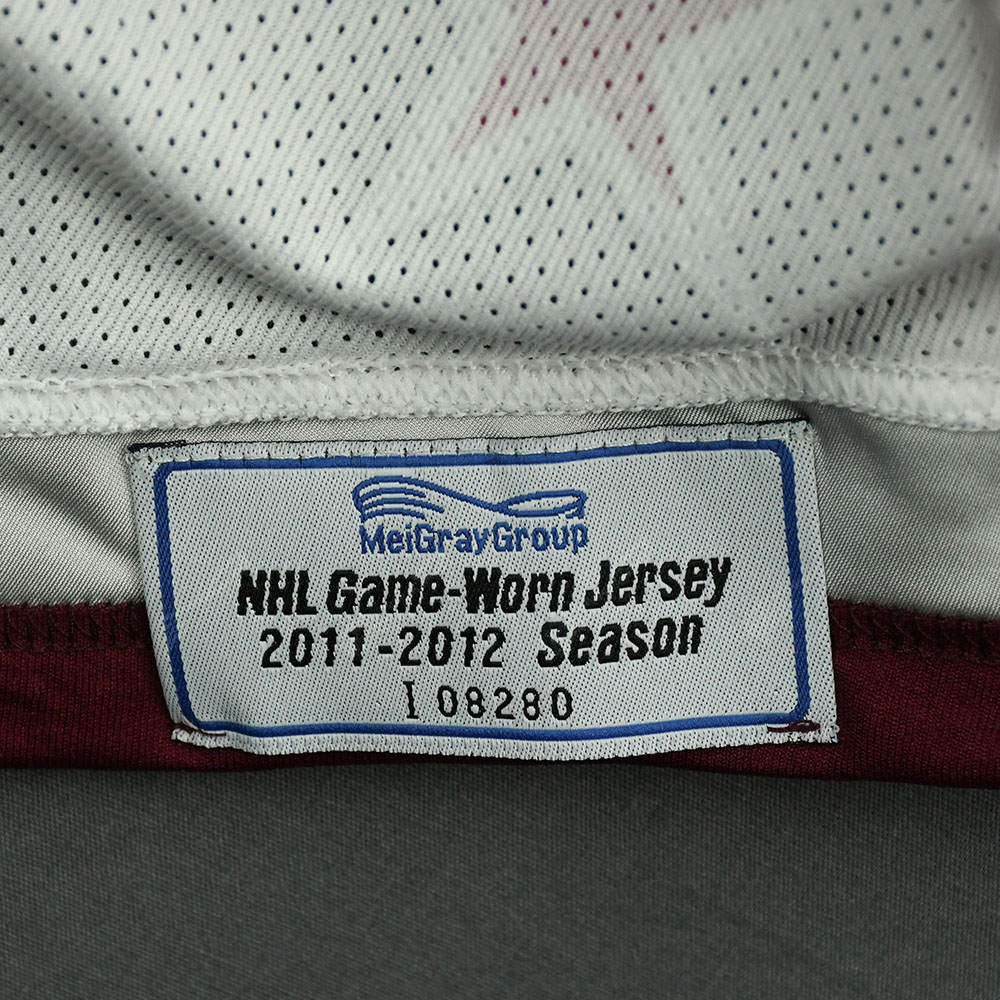 MeiGrayGroup
NHL Game-Worn Jersey
2011-2012 Season
I 08280